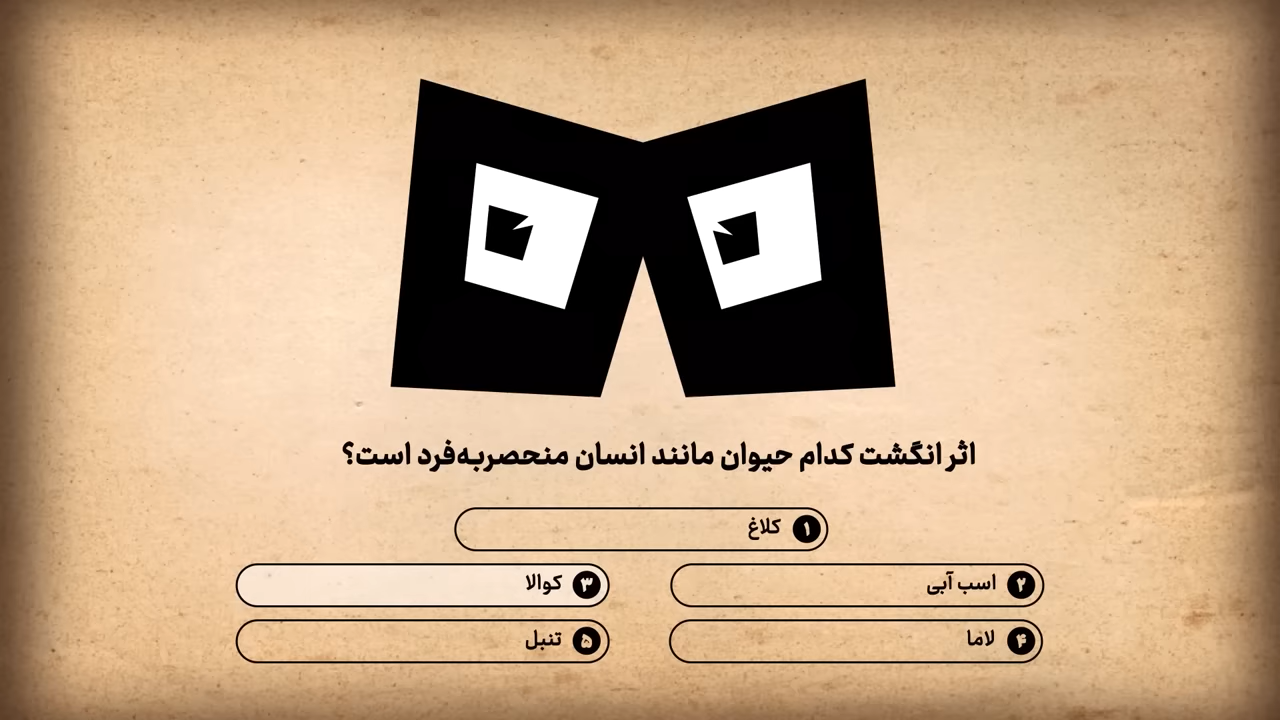 اثر انگشت کدام حیوان مانند انسان منحصربه‌فرد است؟
۱ کلاغ
۲ اسب آبی
۳ کوالا
۴ لاما
۵ تنبل